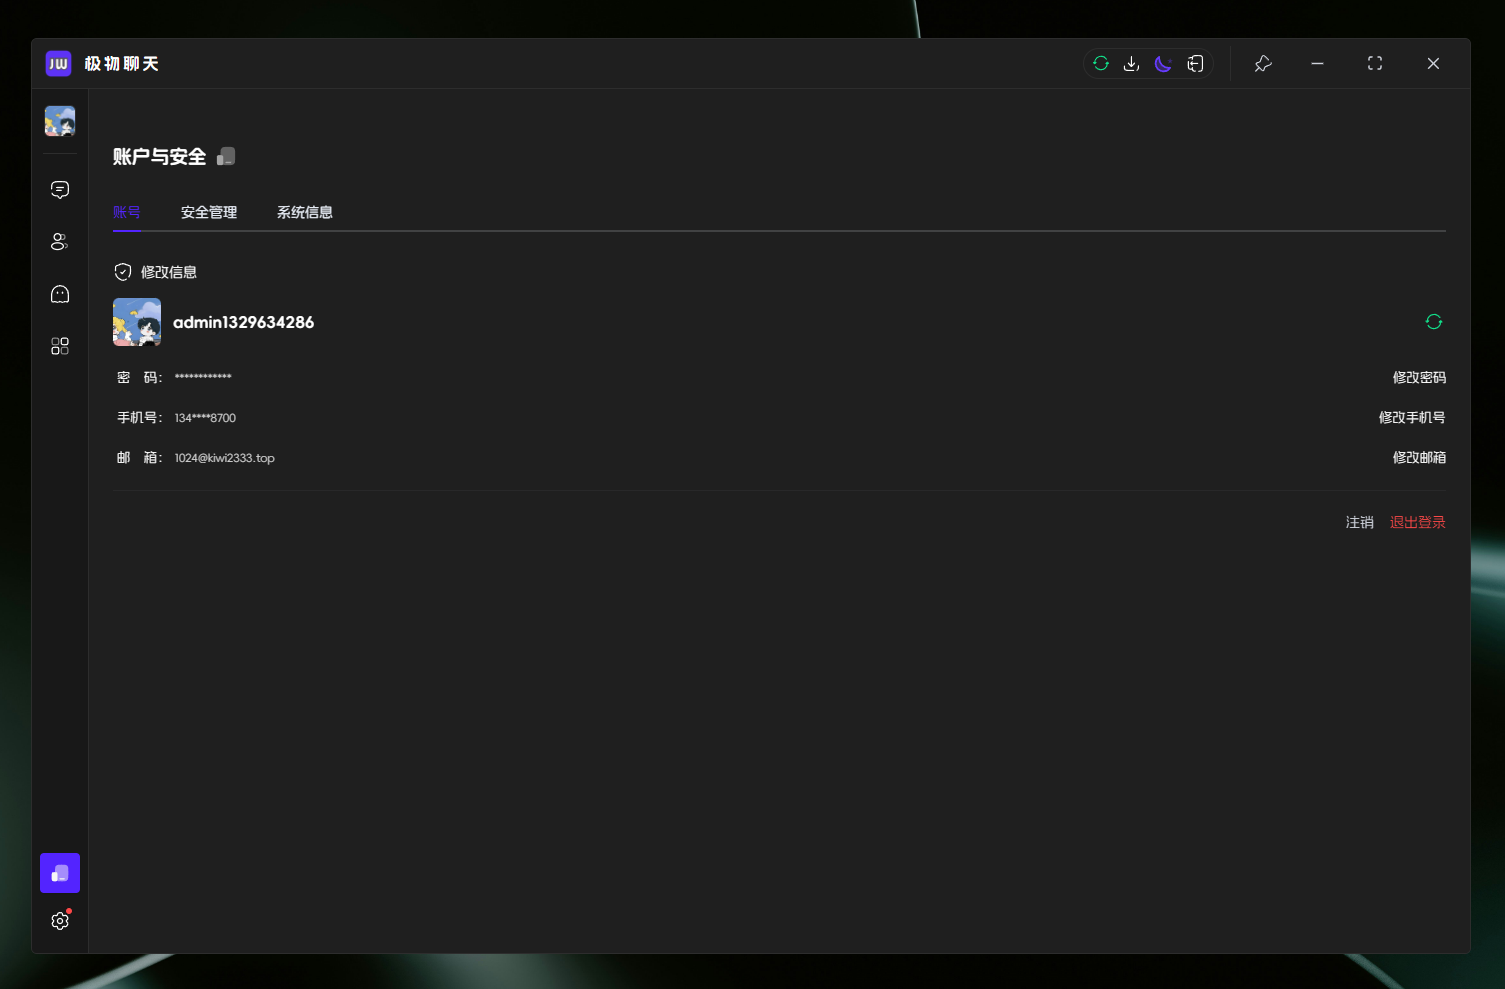 JW 极物聊天
账户与安全
账号 安全管理 系统信息
修改信息
admin1329634286
密 码： ************ 修改密码
手机号： 134****8700 修改手机号
邮 箱： 1024@kiwi2333.top 修改邮箱
注销 退出登录